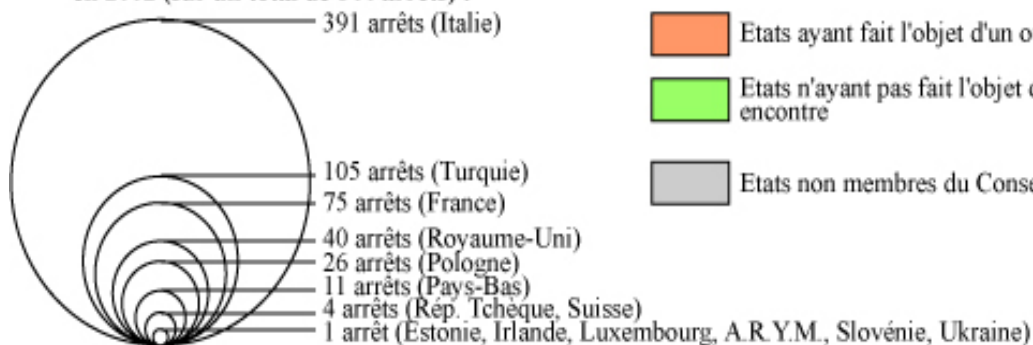 391 arrêts (Italie)
105 arrêts (Turquie)
75 arrêts (France)
40 arrêts (Royaume-Uni)
26 arrêts (Pologne)
11 arrêts (Pays-Bas)
4 arrêts (Rép. Tchèque, Suisse)
1 arrêt (Estonie, Irlande, Luxembourg, A.R.Y.M., Slovénie, Ukraine)
Etats ayant fait l'objet d'un
Etats n'ayant pas fait l'objet
encontre
Etats non membres du